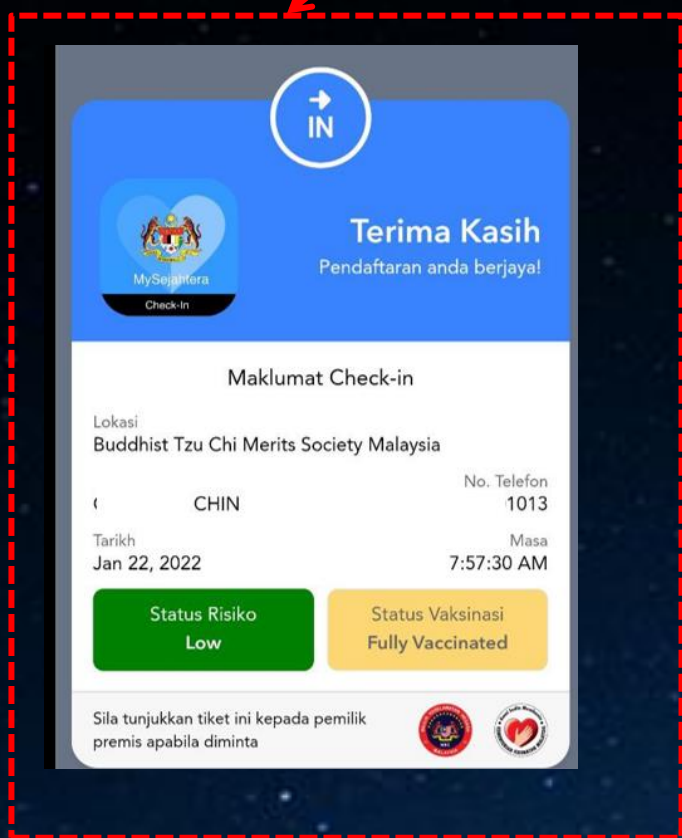 IN
MySejahtera
Check-In
Terima Kasih
Pendaftaran anda berjaya!
Maklumat Check-in
Lokasi
Buddhist Tzu Chi Merits Society Malaysia
No. Telefon
CHIN 1013
Tarikh Masa
Jan 22, 2022 7:57:30 AM
Status Risiko Status Vaksinasi
Low Fully Vaccinated
Sila tunjukkan tiket ini kepada pemilik
premis apabila diminta